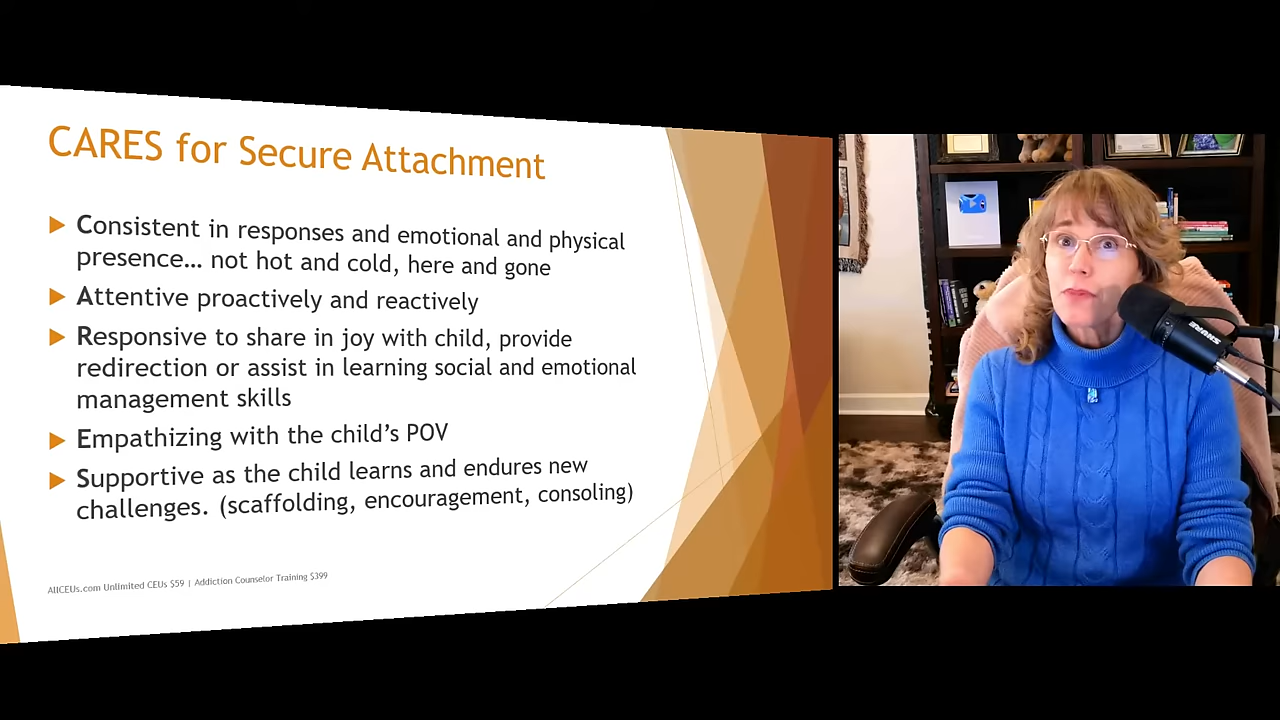 CARES for Secure Attachment
Consistent in responses and emotional and physical
presence... not hot and cold, here and gone
Attentive proactively and reactively
Responsive to share in joy with child, provide
redirection or assist in learning social and emotional
management skills
Empathizing with the child's POV
Supportive as the child learns and endures new
challenges. (scaffolding, encouragement, consoling)
AllCEUs.com Unlimited CEUs $59 | Addiction Counselor Training $399
SHURE